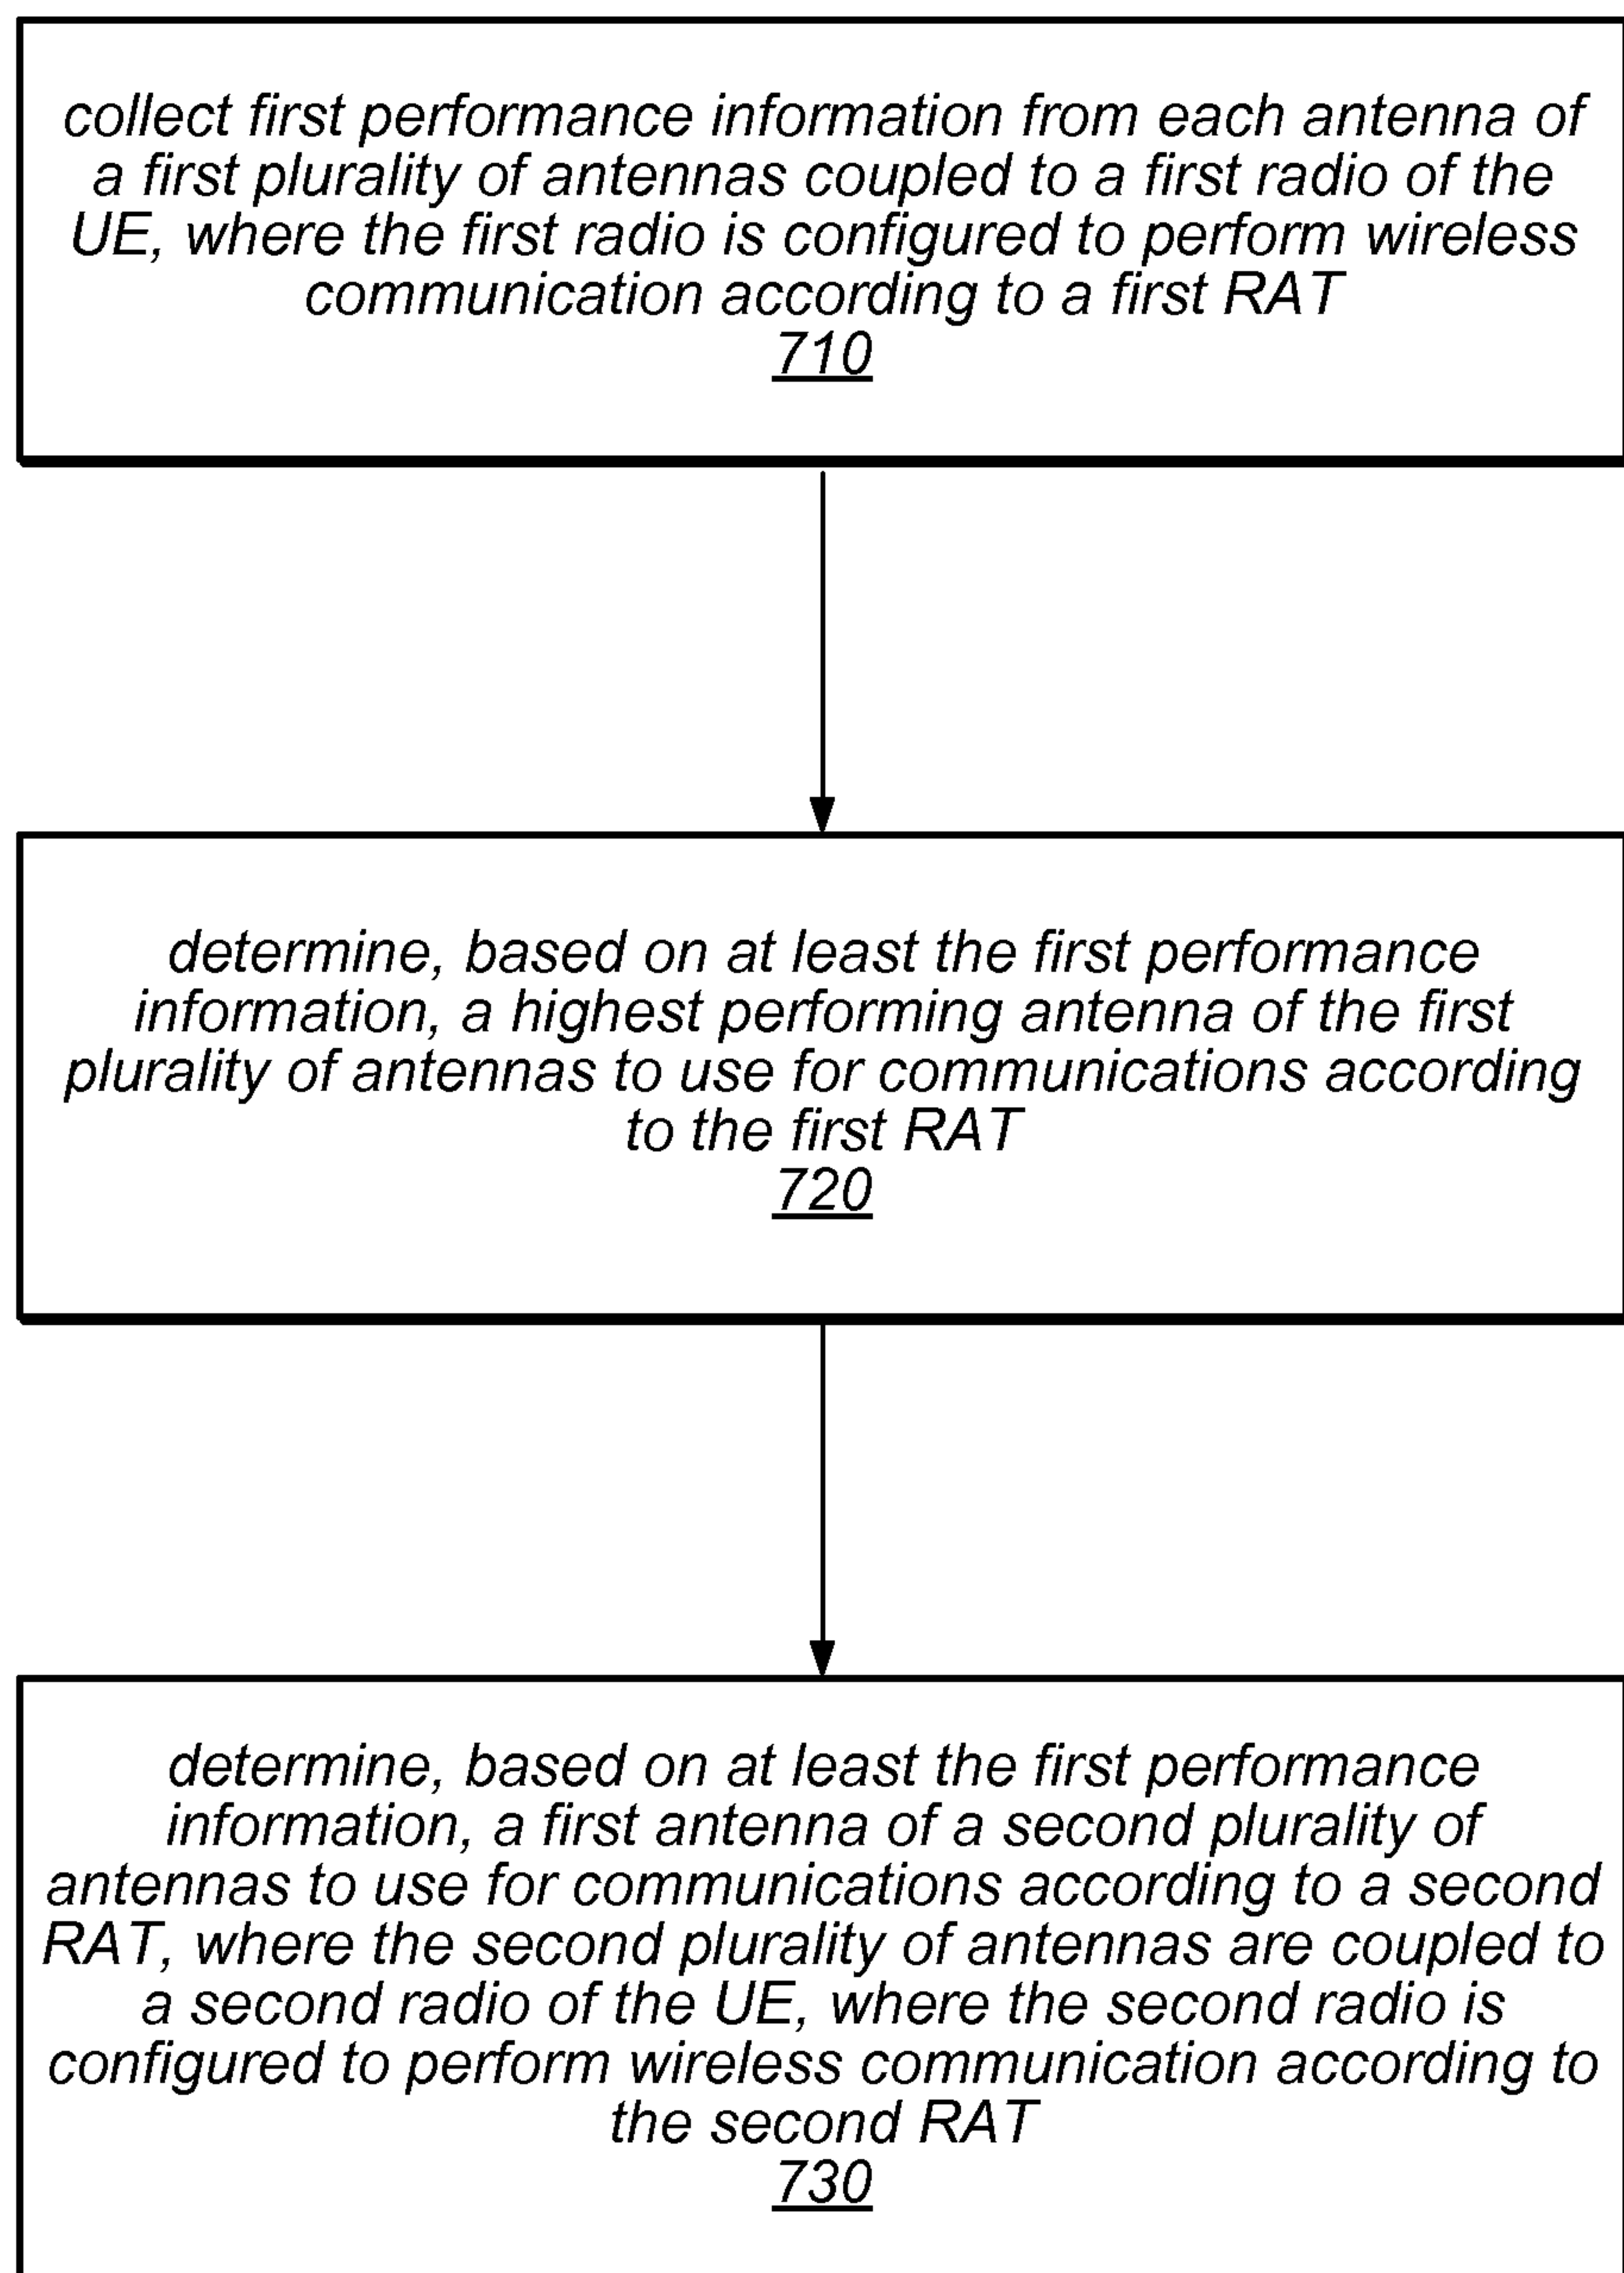 collect first performance information from each antenna of
a first plurality of antennas coupled to a first radio of the
UE, where the first radio is configured to perform wireless
communication according to a first RAT
710
determine, based on at least the first performance
information, a highest performing antenna of the first
plurality of antennas to use for communications according
to the first RAT
720
determine, based on at least the first performance
information, a first antenna of a second plurality of
antennas to use for communications according to a second
RAT, where the second plurality of antennas are coupled to
a second radio of the UE, where the second radio is
configured to perform wireless communication according to
the second RAT
730